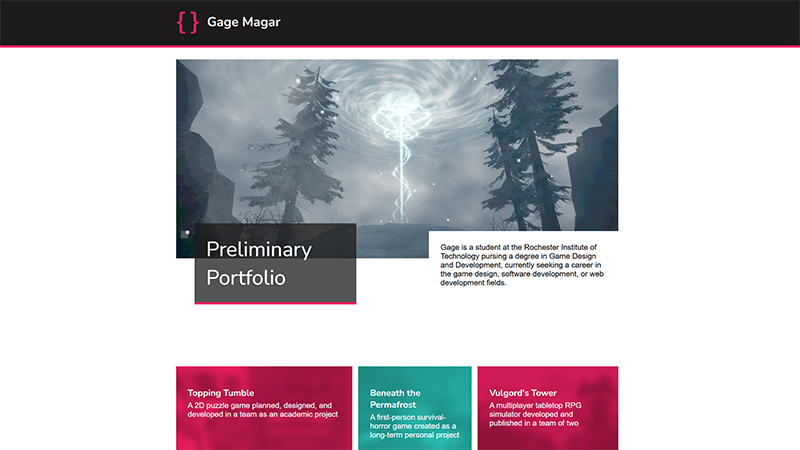 { } Gage Magar
Preliminary
Portfolio
Gage is a student at the Rochester Institute of
Technology pursing a degree in Game Design
and Development, currently seeking a career in
the game design, software development, or web
development fields.
Topping Tumble
A 2D puzzle game planned, designed, and
developed in a team as an academic project
Beneath the
Permafrost
A first-person survival-
horror game created as a
long-term personal project
Vulgord's Tower
A multiplayer tabletop RPG
simulator developed and
published in a team of two